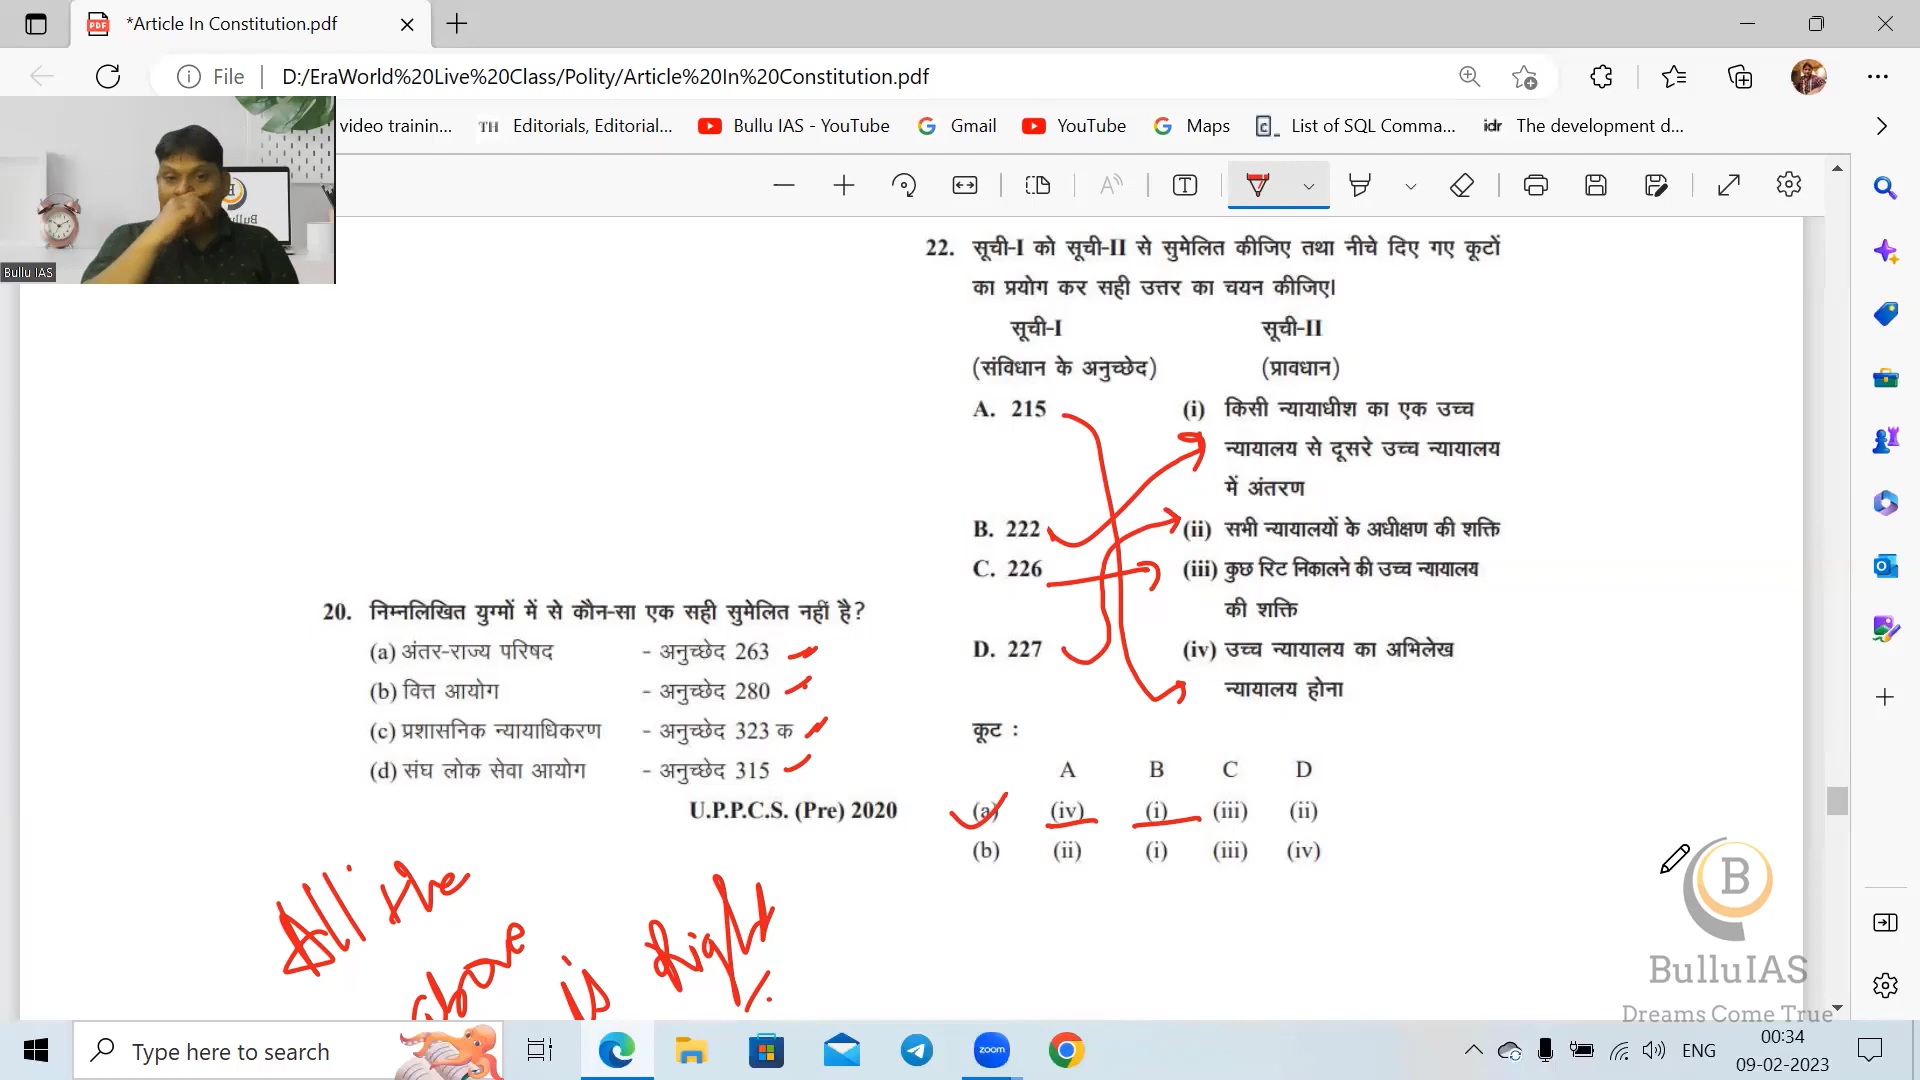 *Article In Constitution.pdf
File
D:/EraWorld%20Live%20Class/Polity/Article%20In%20Constitution.pdf
video trainin...
TH Editorials, Editorial...
Bullu IAS - YouTube
Gmail
YouTube
Maps
List of SQL Comma...
idr The development d...
B
Bullu IAS
22. सूची-I को सूची-II से सुमेलित कीजिए तथा नीचे दिए गए कूटों
का प्रयोग कर सही उत्तर का चयन कीजिए।
सूची-I सूची-II
(संविधान के अनुच्छेद) (प्रावधान)
A. 215 (i) किसी न्यायाधीश का एक उच्च
न्यायालय से दूसरे उच्च न्यायालय
में अंतरण
B. 222 (ii) सभी न्यायालयों के अधीक्षण की शक्ति
C. 226 (iii) कुछ रिट निकालने की उच्च न्यायालय
की शक्ति
D. 227 (iv) उच्च न्यायालय का अभिलेख
न्यायालय होना
कूट :
A B C D
(a) (iv) (i) (iii) (ii)
(b) (ii) (i) (iii) (iv)
20. निम्नलिखित युग्मों में से कौन-सा एक सही सुमेलित नहीं है?
(a) अंतर-राज्य परिषद - अनुच्छेद 263
(b) वित्त आयोग - अनुच्छेद 280
(c) प्रशासनिक न्यायाधिकरण - अनुच्छेद 323 क
(d) संघ लोक सेवा आयोग - अनुच्छेद 315
U.P.P.C.S. (Pre) 2020
All the
above is Right
B
BulluIAS
Dreams Come True
Type here to search
zoom
ENG
00:34
09-02-2023